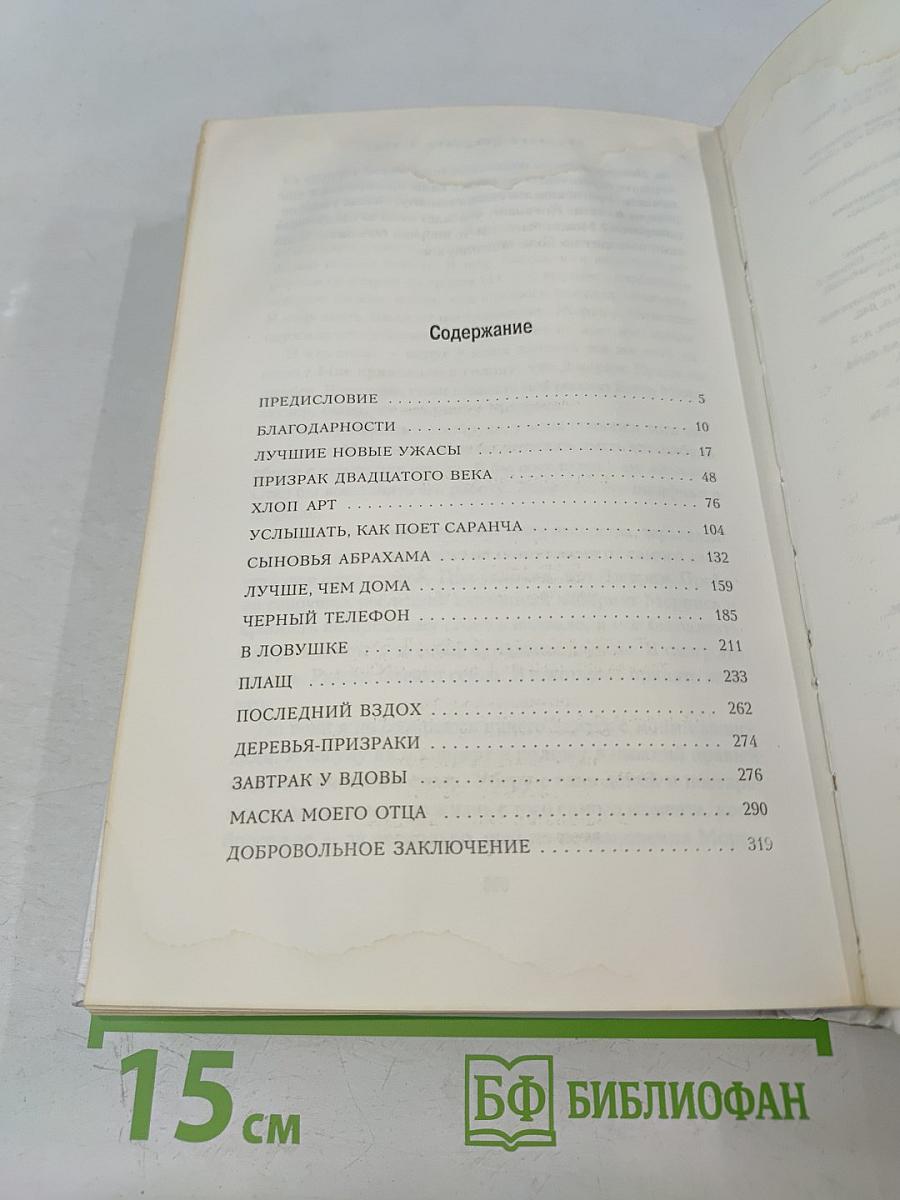 Содержание
ПРЕДИСЛОВИЕ . . . . . . . . . . . . . . . . . . . . . . . . . . . . . . 5
БЛАГОДАРНОСТИ . . . . . . . . . . . . . . . . . . . . . . . . . . . . 10
ЛУЧШИЕ НОВЫЕ УЖАСЫ . . . . . . . . . . . . . . . . . . . . . 17
ПРИЗРАК ДВАДЦАТОГО ВЕКА . . . . . . . . . . . . . . . . . . 48
ХЛОП АРТ . . . . . . . . . . . . . . . . . . . . . . . . . . . . . . . . . 76
УСЛЫШАТЬ, КАК ПОЕТ САРАНЧА . . . . . . . . . . . . . . . 104
СЫНОВЬЯ АБРАХАМА . . . . . . . . . . . . . . . . . . . . . . . . 132
ЛУЧШЕ, ЧЕМ ДОМА . . . . . . . . . . . . . . . . . . . . . . . . . . 159
ЧЕРНЫЙ ТЕЛЕФОН . . . . . . . . . . . . . . . . . . . . . . . . . . 185
В ЛОВУШКЕ . . . . . . . . . . . . . . . . . . . . . . . . . . . . . . . 211
ПЛАЩ . . . . . . . . . . . . . . . . . . . . . . . . . . . . . . . . . . . 233
ПОСЛЕДНИЙ ВЗДОХ . . . . . . . . . . . . . . . . . . . . . . . . 262
ДЕРЕВЬЯ-ПРИЗРАКИ . . . . . . . . . . . . . . . . . . . . . . . . 274
ЗАВТРАК У ВДОВЫ . . . . . . . . . . . . . . . . . . . . . . . . . 276
МАСКА МОЕГО ОТЦА . . . . . . . . . . . . . . . . . . . . . . . . 290
ДОБРОВОЛЬНОЕ ЗАКЛЮЧЕНИЕ . . . . . . . . . . . . . . . . 319
15 см
БФ БИБЛИОФАН